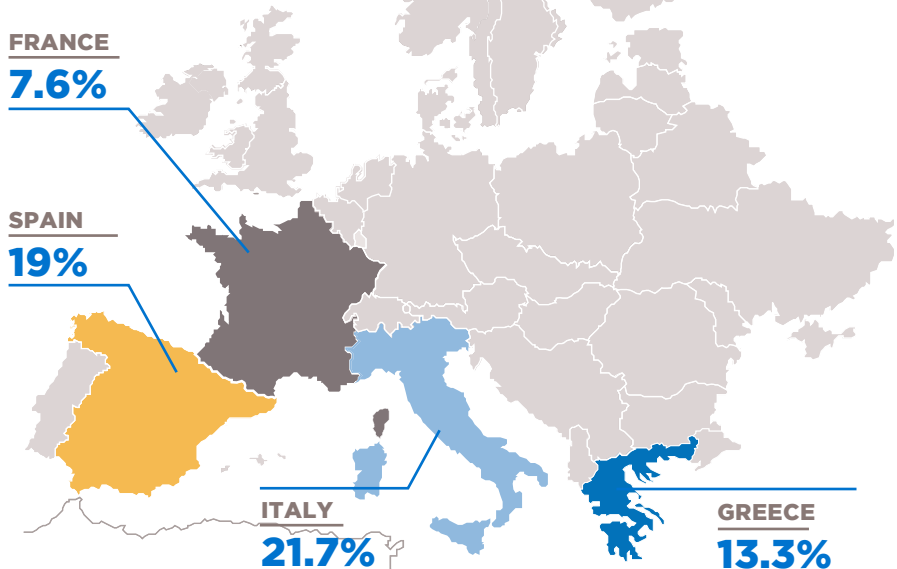 FRANCE
7.6%
SPAIN
19%
ITALY
21.7%
GREECE
13.3%